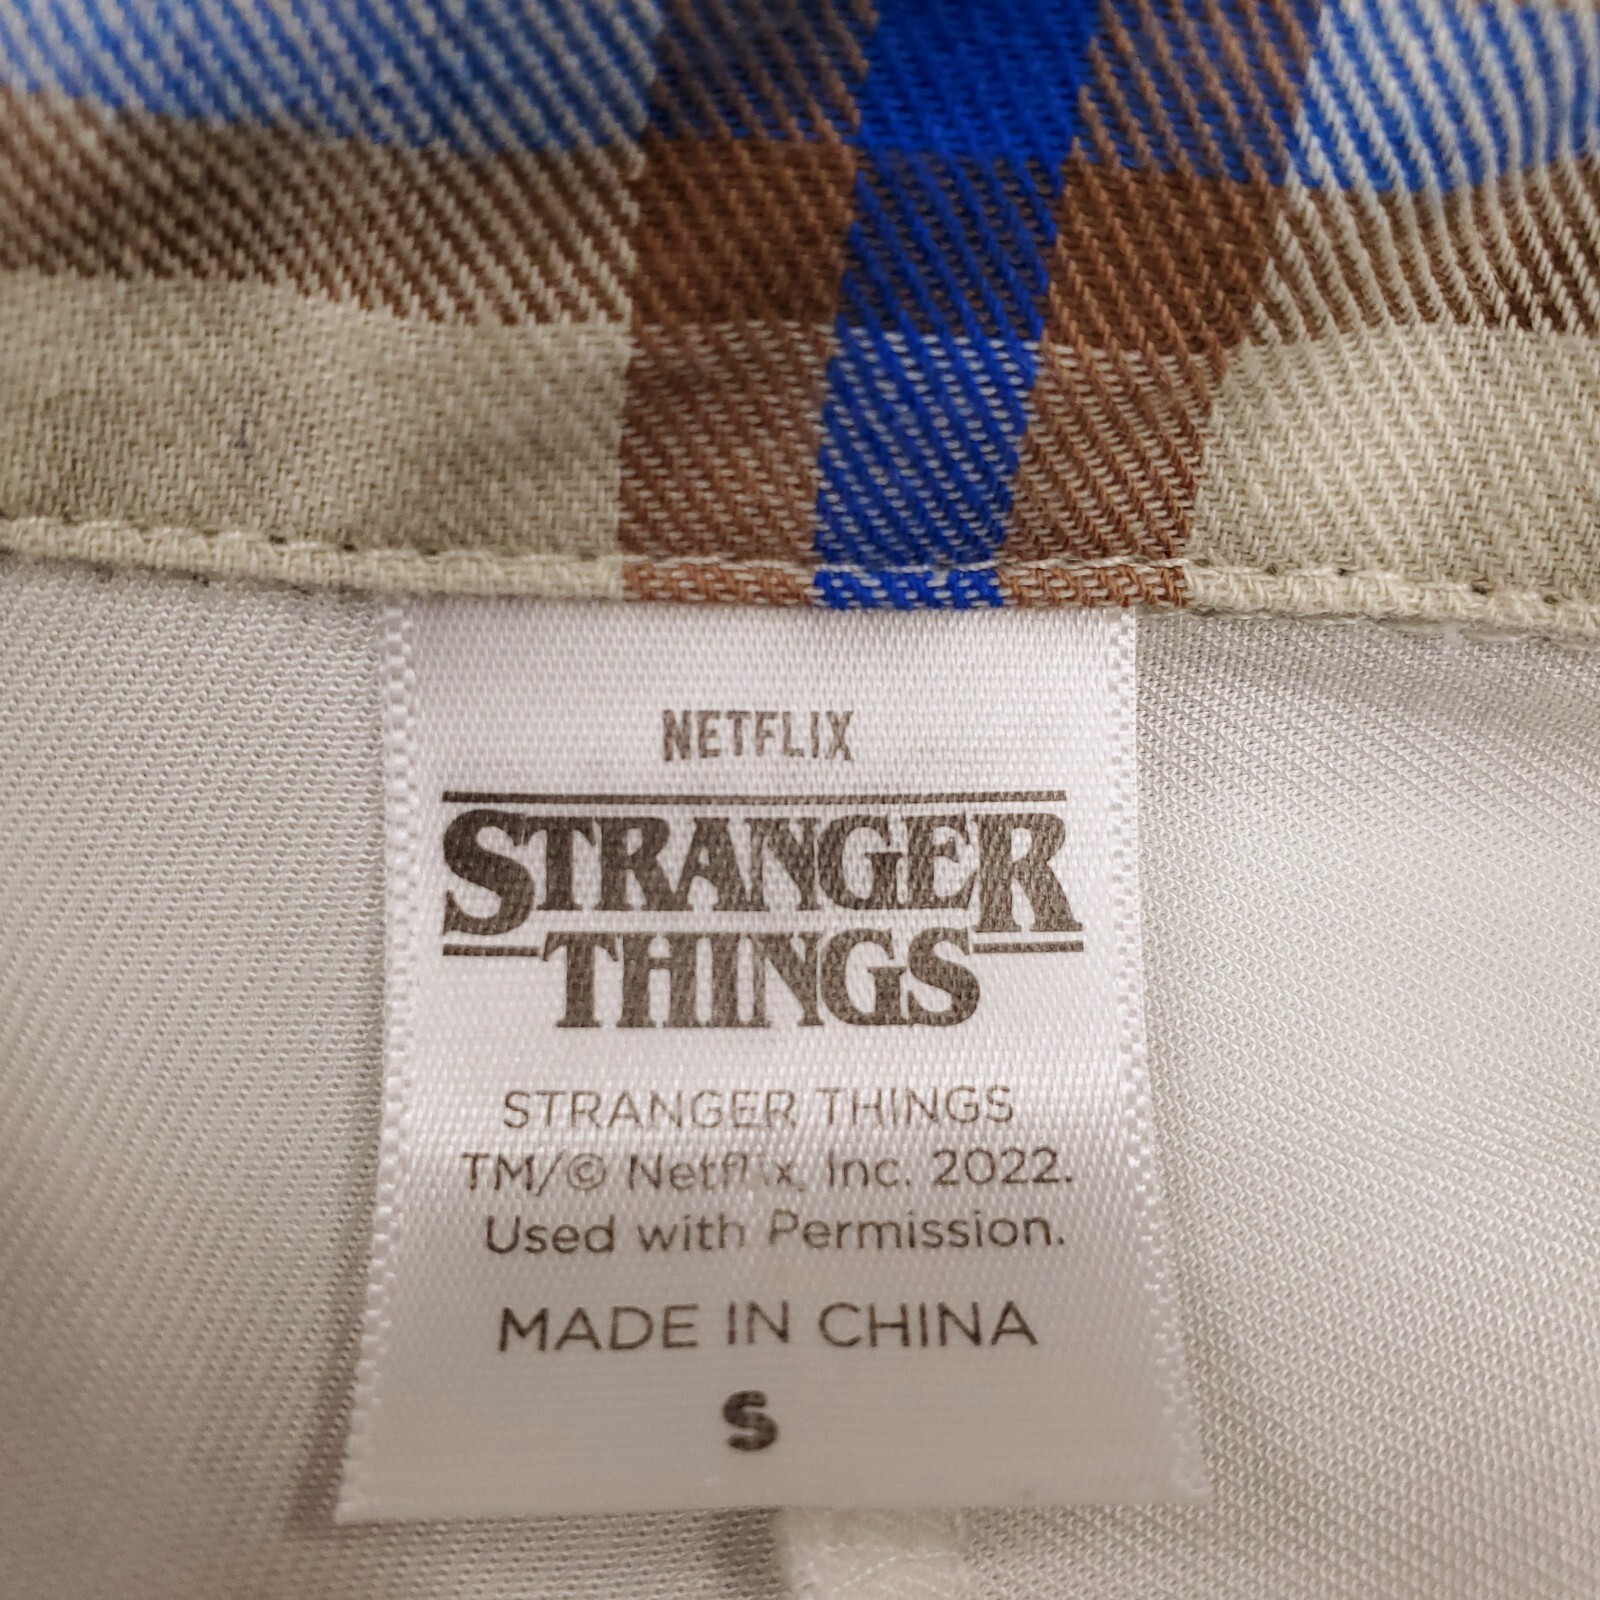 NETFLIX
STRANGER
THINGS
STRANGER THINGS
TM/© Netflix, Inc. 2022.
Used with Permission.
MADE IN CHINA
S